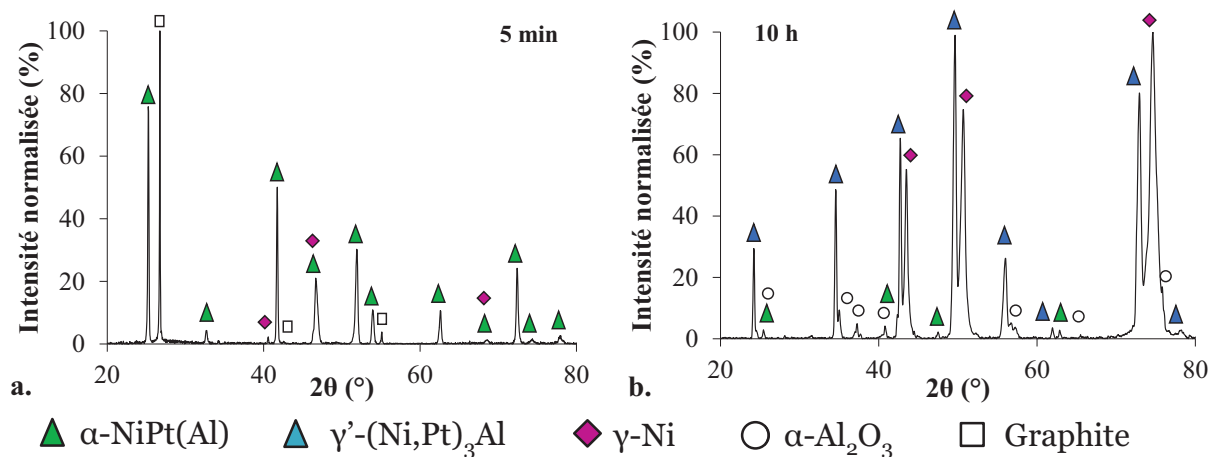 Intensité normalisée (%)
100
80
60
40
20
0
5 min
20
40
60
80
2θ (°)
a.
Intensité normalisée (%)
100
80
60
40
20
0
10 h
20
40
60
80
2θ (°)
b.
α-NiPt(Al) γ'-(Ni,Pt)₃Al γ-Ni α-Al₂O₃ Graphite